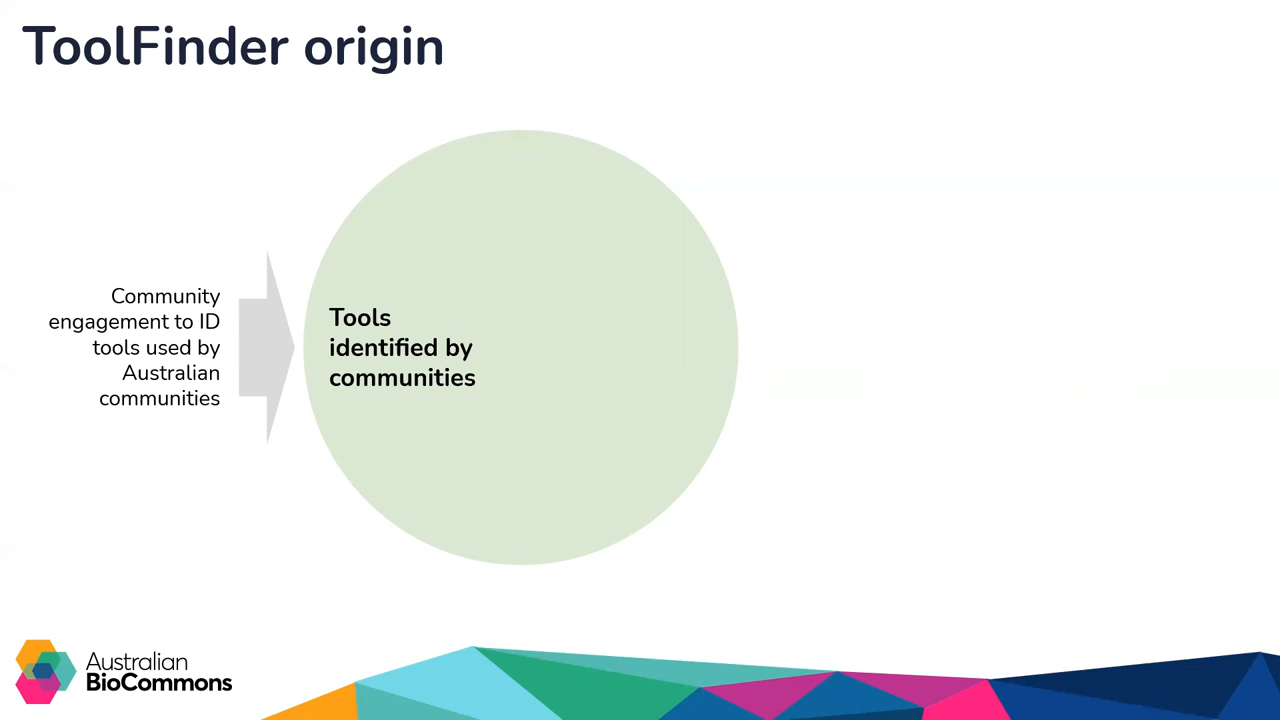 ToolFinder origin
Community
engagement to ID
tools used by
Australian
communities
Tools
identified by
communities
Australian
BioCommons